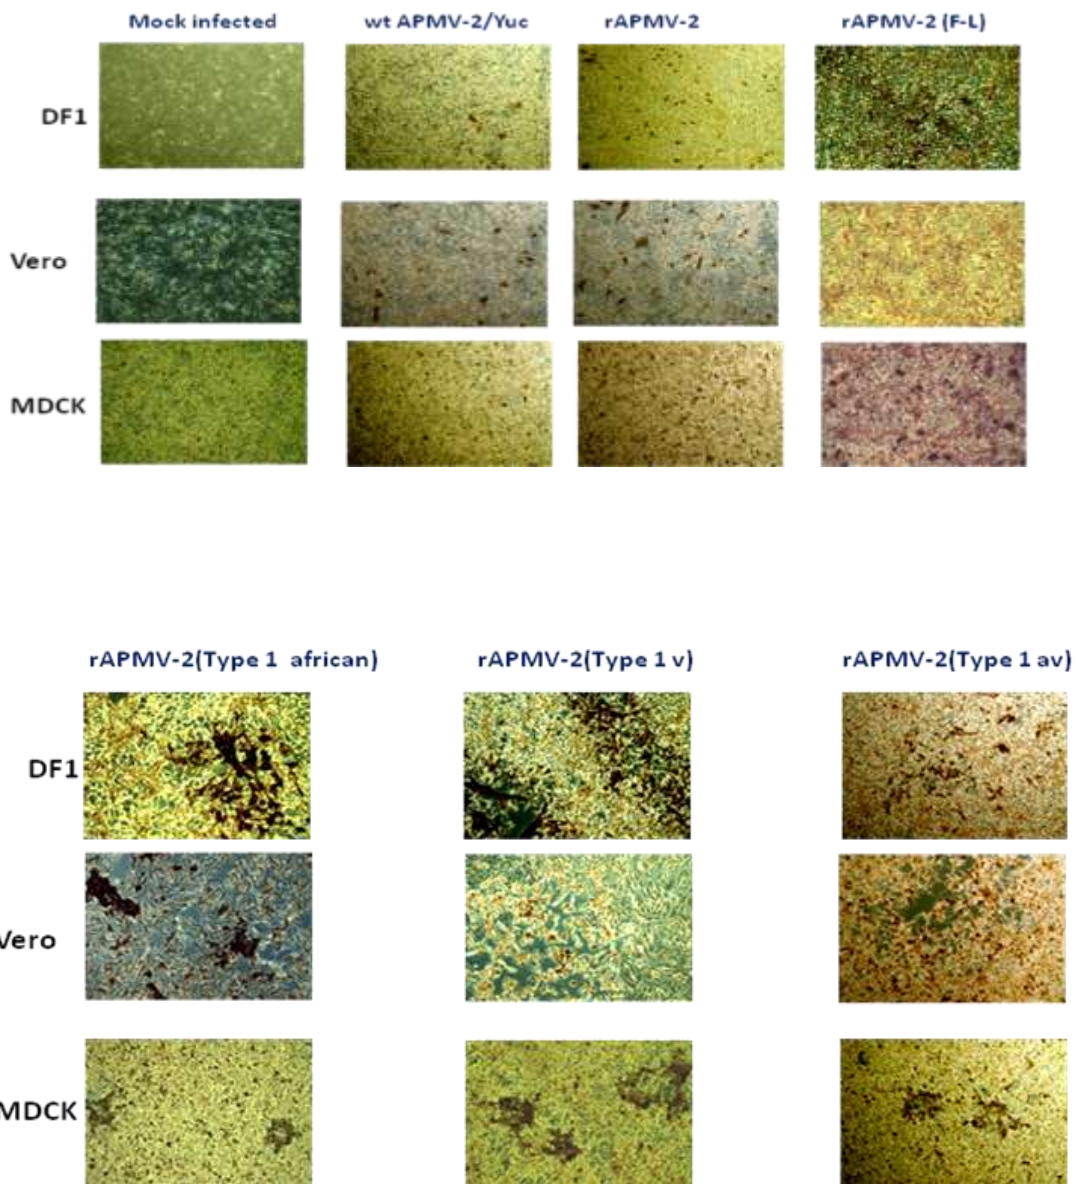 Mock infected wt APMV-2/Yuc rAPMV-2 rAPMV-2 (F-L)
DF1
Vero
MDCK
rAPMV-2(Type 1 african) rAPMV-2(Type 1 v) rAPMV-2(Type 1 av)
DF1
Vero
MDCK